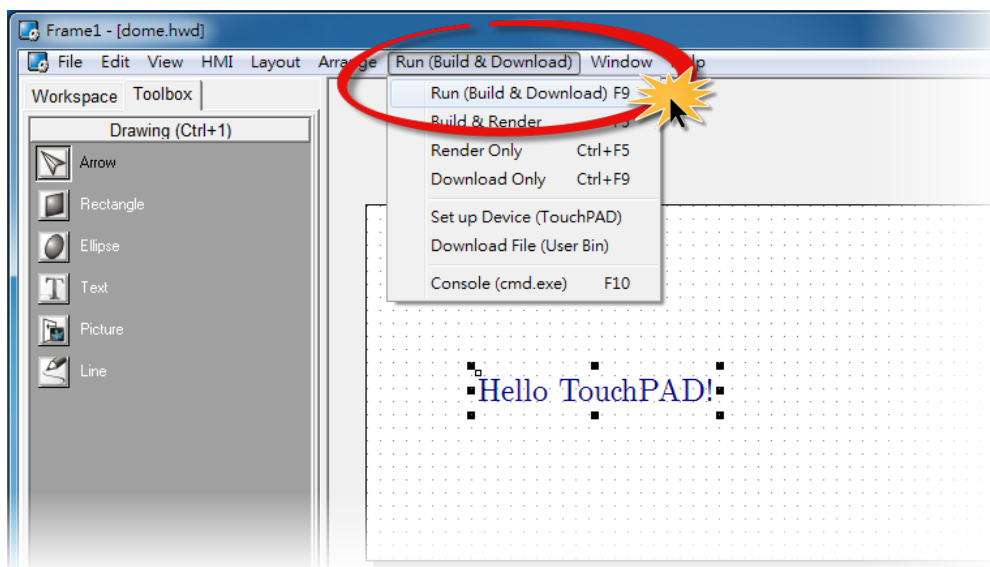 Frame1 - [dome.hwd]
File Edit View HMI Layout Arrange Run (Build & Download) Window
Workspace Toolbox
Run (Build & Download) F9
Drawing (Ctrl+1)
Build & Render F5
Arrow
Render Only Ctrl+F5
Download Only Ctrl+F9
Rectangle
Set up Device (TouchPAD)
Ellipse
Download File (User Bin)
Text
Console (cmd.exe) F10
Picture
Line
Hello TouchPAD!